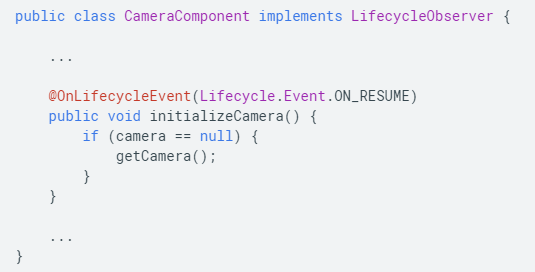 public class CameraComponent implements LifecycleObserver {
...
@OnLifecycleEvent(Lifecycle.Event.ON_RESUME)
public void initializeCamera() {
if (camera == null) {
getCamera();
}
}
...
}